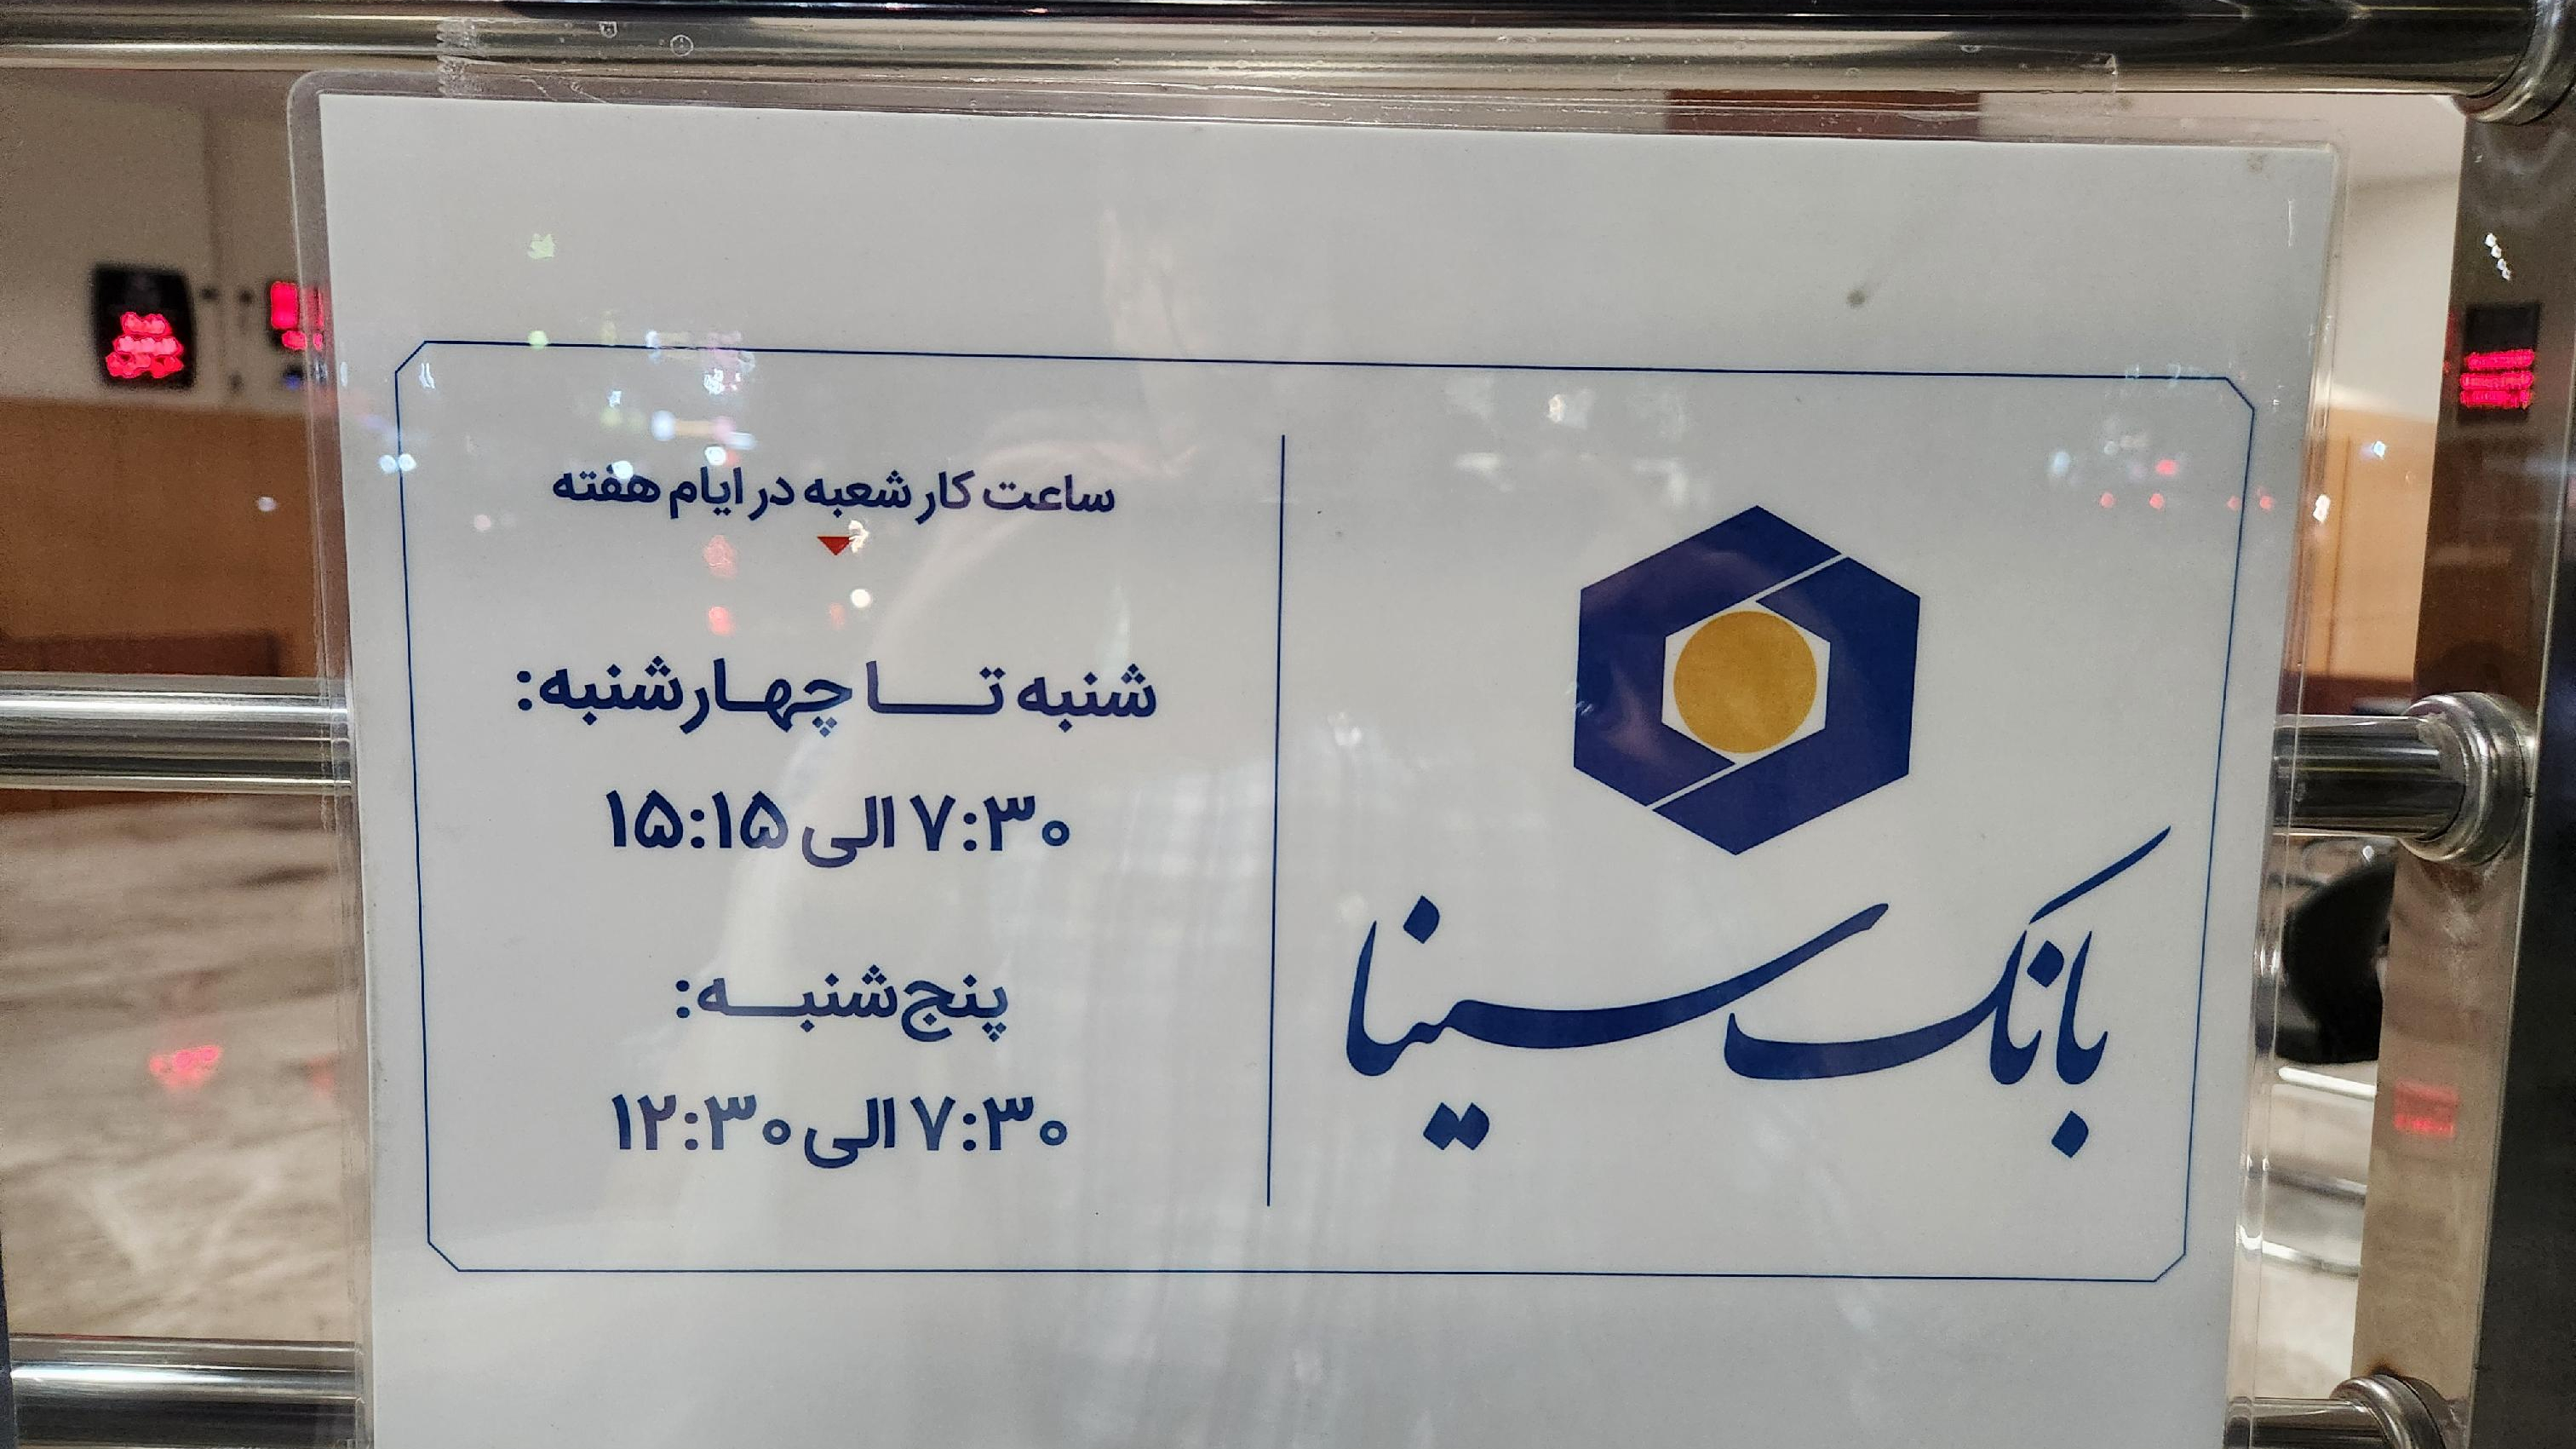 بانک سینا
ساعت کار شعبه در ایام هفته
شنبه تا چهارشنبه:
۷:۳۰ الی ۱۵:۱۵
پنج‌شنبه:
۷:۳۰ الی ۱۲:۳۰